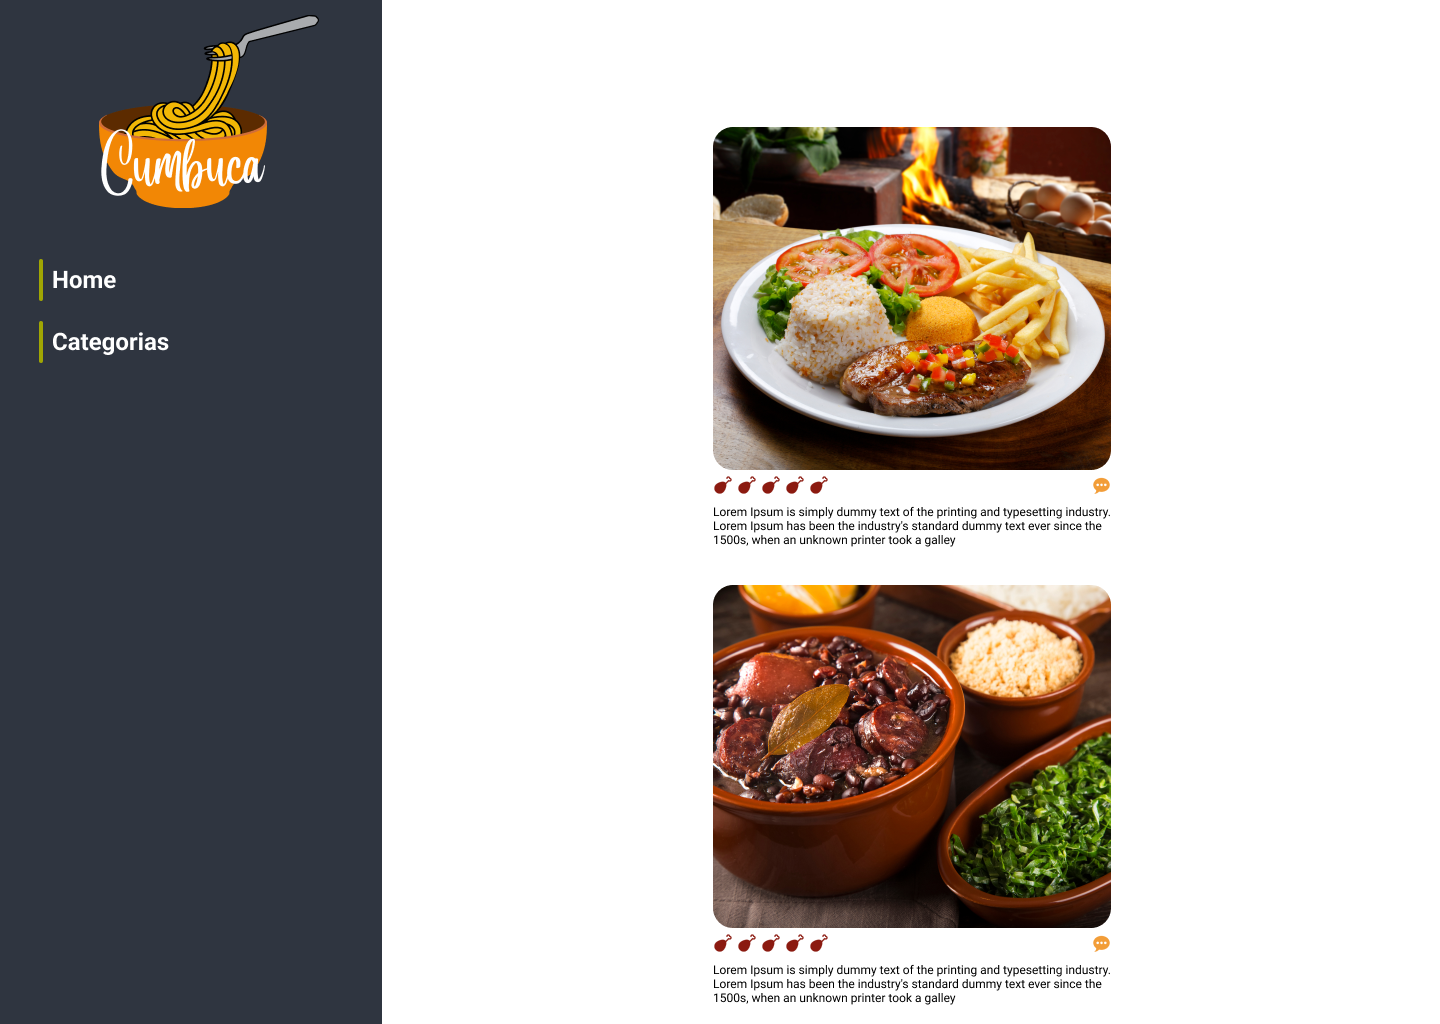 Cumbuca
Home
Categorias
Lorem Ipsum is simply dummy text of the printing and typesetting industry.
Lorem Ipsum has been the industry's standard dummy text ever since the
1500s, when an unknown printer took a galley
Lorem Ipsum is simply dummy text of the printing and typesetting industry.
Lorem Ipsum has been the industry's standard dummy text ever since the
1500s, when an unknown printer took a galley